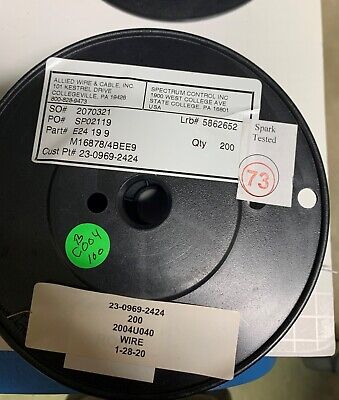 ALLIED WIRE & CABLE, INC.
101 KESTREL DRIVE
COLLEGEVILLE, PA 19426
800-828-9473
SPECTRUM CONTROL INC
1900 WEST COLLEGE AVE
STATE COLLEGE, PA 16801
USA
SO# 2070321
Lrb# 5862652
PO# SP02119
Part# E24 19 9
Qty 200
M16878/4BEE9
Cust Pt# 23-0969-2424
Spark
Tested
73
B
C004
100
23-0969-2424
200
2004U040
WIRE
1-28-20